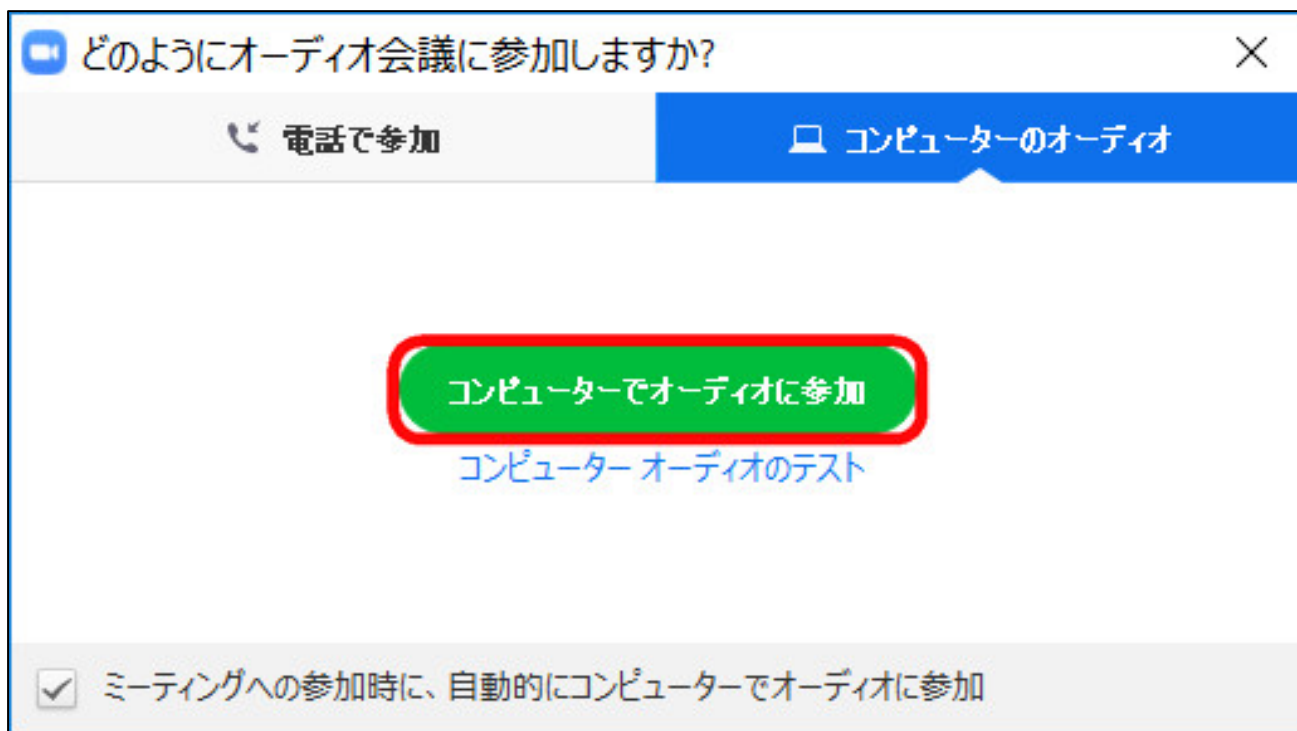 どのようにオーディオ会議に参加しますか?
電話で参加
コンピューターのオーディオ
コンピューターでオーディオに参加
コンピューター オーディオのテスト
ミーティングへの参加時に、自動的にコンピューターでオーディオに参加